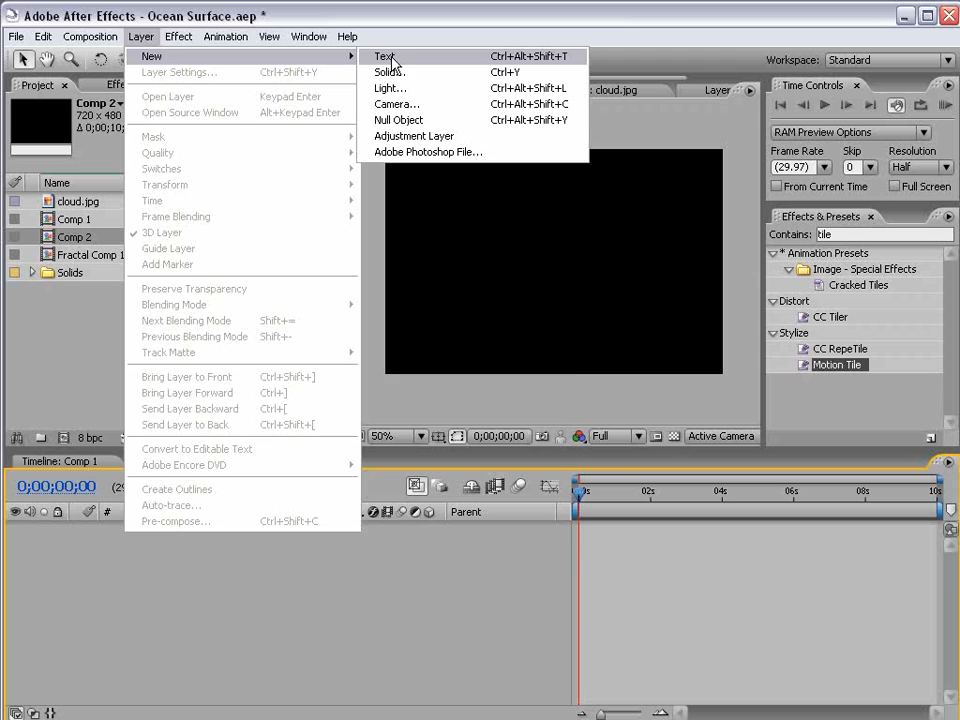 Adobe After Effects - Ocean Surface.aep *
File Edit Composition Layer Effect Animation View Window Help
Workspace: Standard
Project × Effe
Comp 2
720 x 480
Δ 0;00;10;
Name
cloud.jpg
Comp 1
Comp 2
Fractal Comp 1
Solids
8 bpc
New
Layer Settings... Ctrl+Shift+Y
Open Layer Keypad Enter
Open Source Window Alt+Keypad Enter
Mask
Quality
Switches
Transform
Time
Frame Blending
3D Layer
Guide Layer
Add Marker
Preserve Transparency
Blending Mode
Next Blending Mode Shift+=
Previous Blending Mode Shift+-
Track Matte
Bring Layer to Front Ctrl+Shift+]
Bring Layer Forward Ctrl+]
Send Layer Backward Ctrl+[
Send Layer to Back Ctrl+Shift+[
Convert to Editable Text
Adobe Encore DVD
Create Outlines
Auto-trace...
Pre-compose... Ctrl+Shift+C
Text Ctrl+Alt+Shift+T
Solid... Ctrl+Y
Light... Ctrl+Alt+Shift+L
Camera... Ctrl+Alt+Shift+C
Null Object Ctrl+Alt+Shift+Y
Adjustment Layer
Adobe Photoshop File...
: cloud.jpg Layer
50% 0;00;00;00 Full Active Camera
Time Controls ×
RAM Preview Options
Frame Rate Skip Resolution
(29.97) 0 Half
From Current Time Full Screen
Effects & Presets ×
Contains: tile
* Animation Presets
Image - Special Effects
Cracked Tiles
Distort
CC Tiler
Stylize
CC RepeTile
Motion Tile
Timeline: Comp 1
0;00;00;00 (29
# Parent
02s 04s 06s 08s 10s